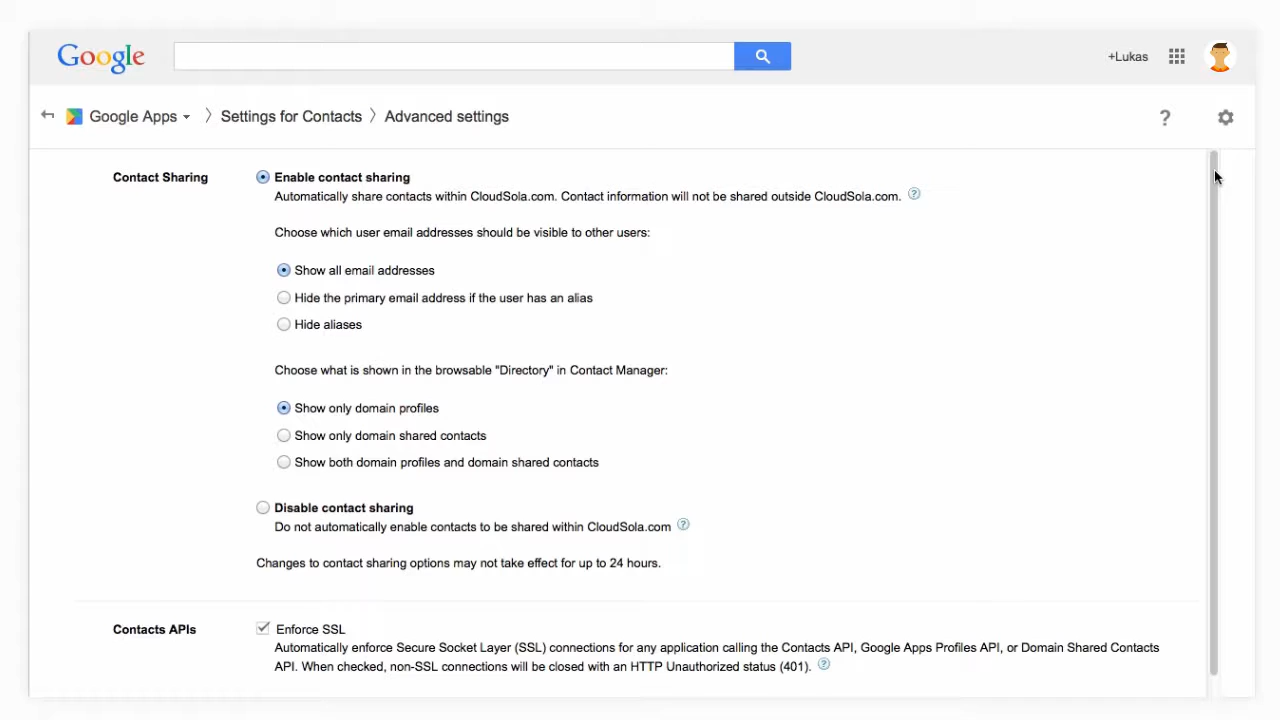 Google
+Lukas
Google Apps 〉 Settings for Contacts 〉 Advanced settings
?
Contact Sharing
Enable contact sharing
Automatically share contacts within CloudSola.com. Contact information will not be shared outside CloudSola.com. ?
Choose which user email addresses should be visible to other users:
Show all email addresses
Hide the primary email address if the user has an alias
Hide aliases
Choose what is shown in the browsable "Directory" in Contact Manager:
Show only domain profiles
Show only domain shared contacts
Show both domain profiles and domain shared contacts
Disable contact sharing
Do not automatically enable contacts to be shared within CloudSola.com ?
Changes to contact sharing options may not take effect for up to 24 hours.
Contacts APIs
Enforce SSL
Automatically enforce Secure Socket Layer (SSL) connections for any application calling the Contacts API, Google Apps Profiles API, or Domain Shared Contacts
API. When checked, non-SSL connections will be closed with an HTTP Unauthorized status (401). ?